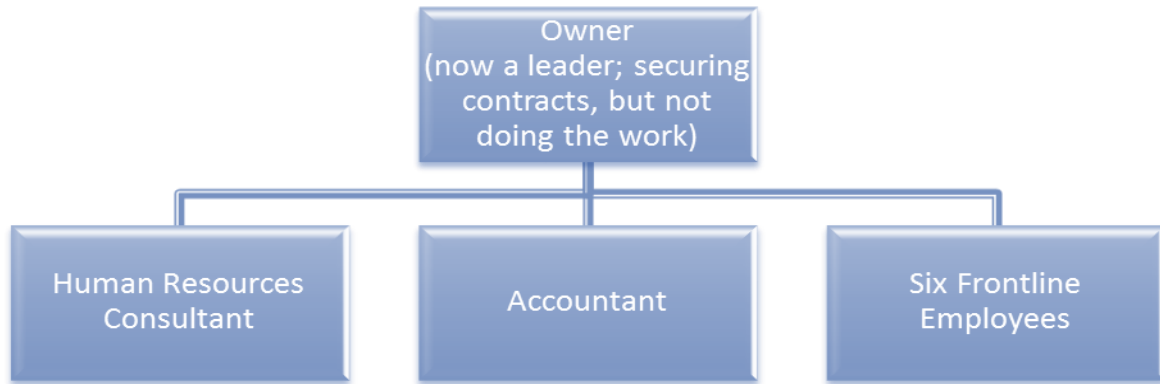 Owner
(now a leader; securing
contracts, but not
doing the work)
Human Resources
Consultant
Accountant
Six Frontline
Employees